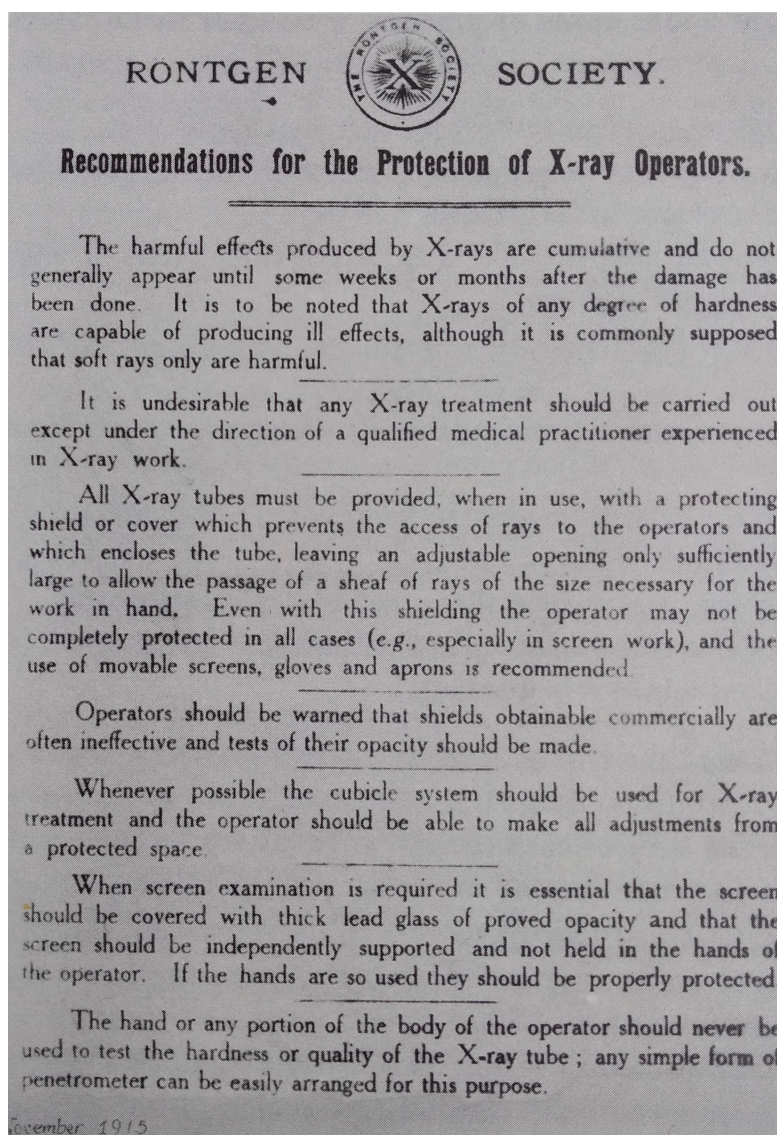 RÖNTGEN SOCIETY.
THE RÖNTGEN SOCIETY
X
Recommendations for the Protection of X-ray Operators.
The harmful effects produced by X-rays are cumulative and do not
generally appear until some weeks or months after the damage has
been done. It is to be noted that X-rays of any degree of hardness
are capable of producing ill effects, although it is commonly supposed
that soft rays only are harmful.
It is undesirable that any X-ray treatment should be carried out
except under the direction of a qualified medical practitioner experienced
in X-ray work.
All X-ray tubes must be provided, when in use, with a protecting
shield or cover which prevents the access of rays to the operators and
which encloses the tube, leaving an adjustable opening only sufficiently
large to allow the passage of a sheaf of rays of the size necessary for the
work in hand. Even with this shielding the operator may not be
completely protected in all cases (e.g., especially in screen work), and the
use of movable screens, gloves and aprons is recommended.
Operators should be warned that shields obtainable commercially are
often ineffective and tests of their opacity should be made.
Whenever possible the cubicle system should be used for X-ray
treatment and the operator should be able to make all adjustments from
a protected space.
When screen examination is required it is essential that the screen
should be covered with thick lead glass of proved opacity and that the
screen should be independently supported and not held in the hands of
the operator. If the hands are so used they should be properly protected
The hand or any portion of the body of the operator should never be
used to test the hardness or quality of the X-ray tube; any simple form of
penetrometer can be easily arranged for this purpose.
November 1915